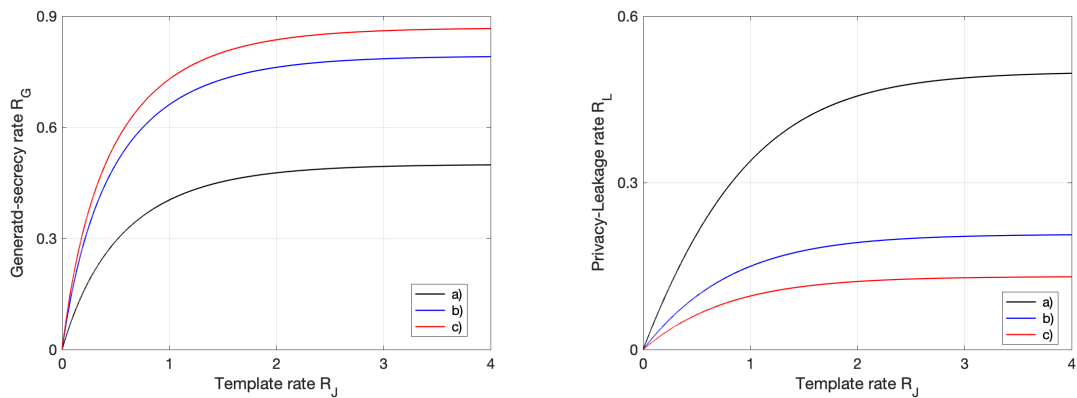 0.9
0.6
0.3
0
0
1
2
3
4
Generatd-secrecy rate R_G
Template rate R_J
a)
b)
c)
0.6
0.3
0
0
1
2
3
4
Privacy-Leakage rate R_L
Template rate R_J
a)
b)
c)